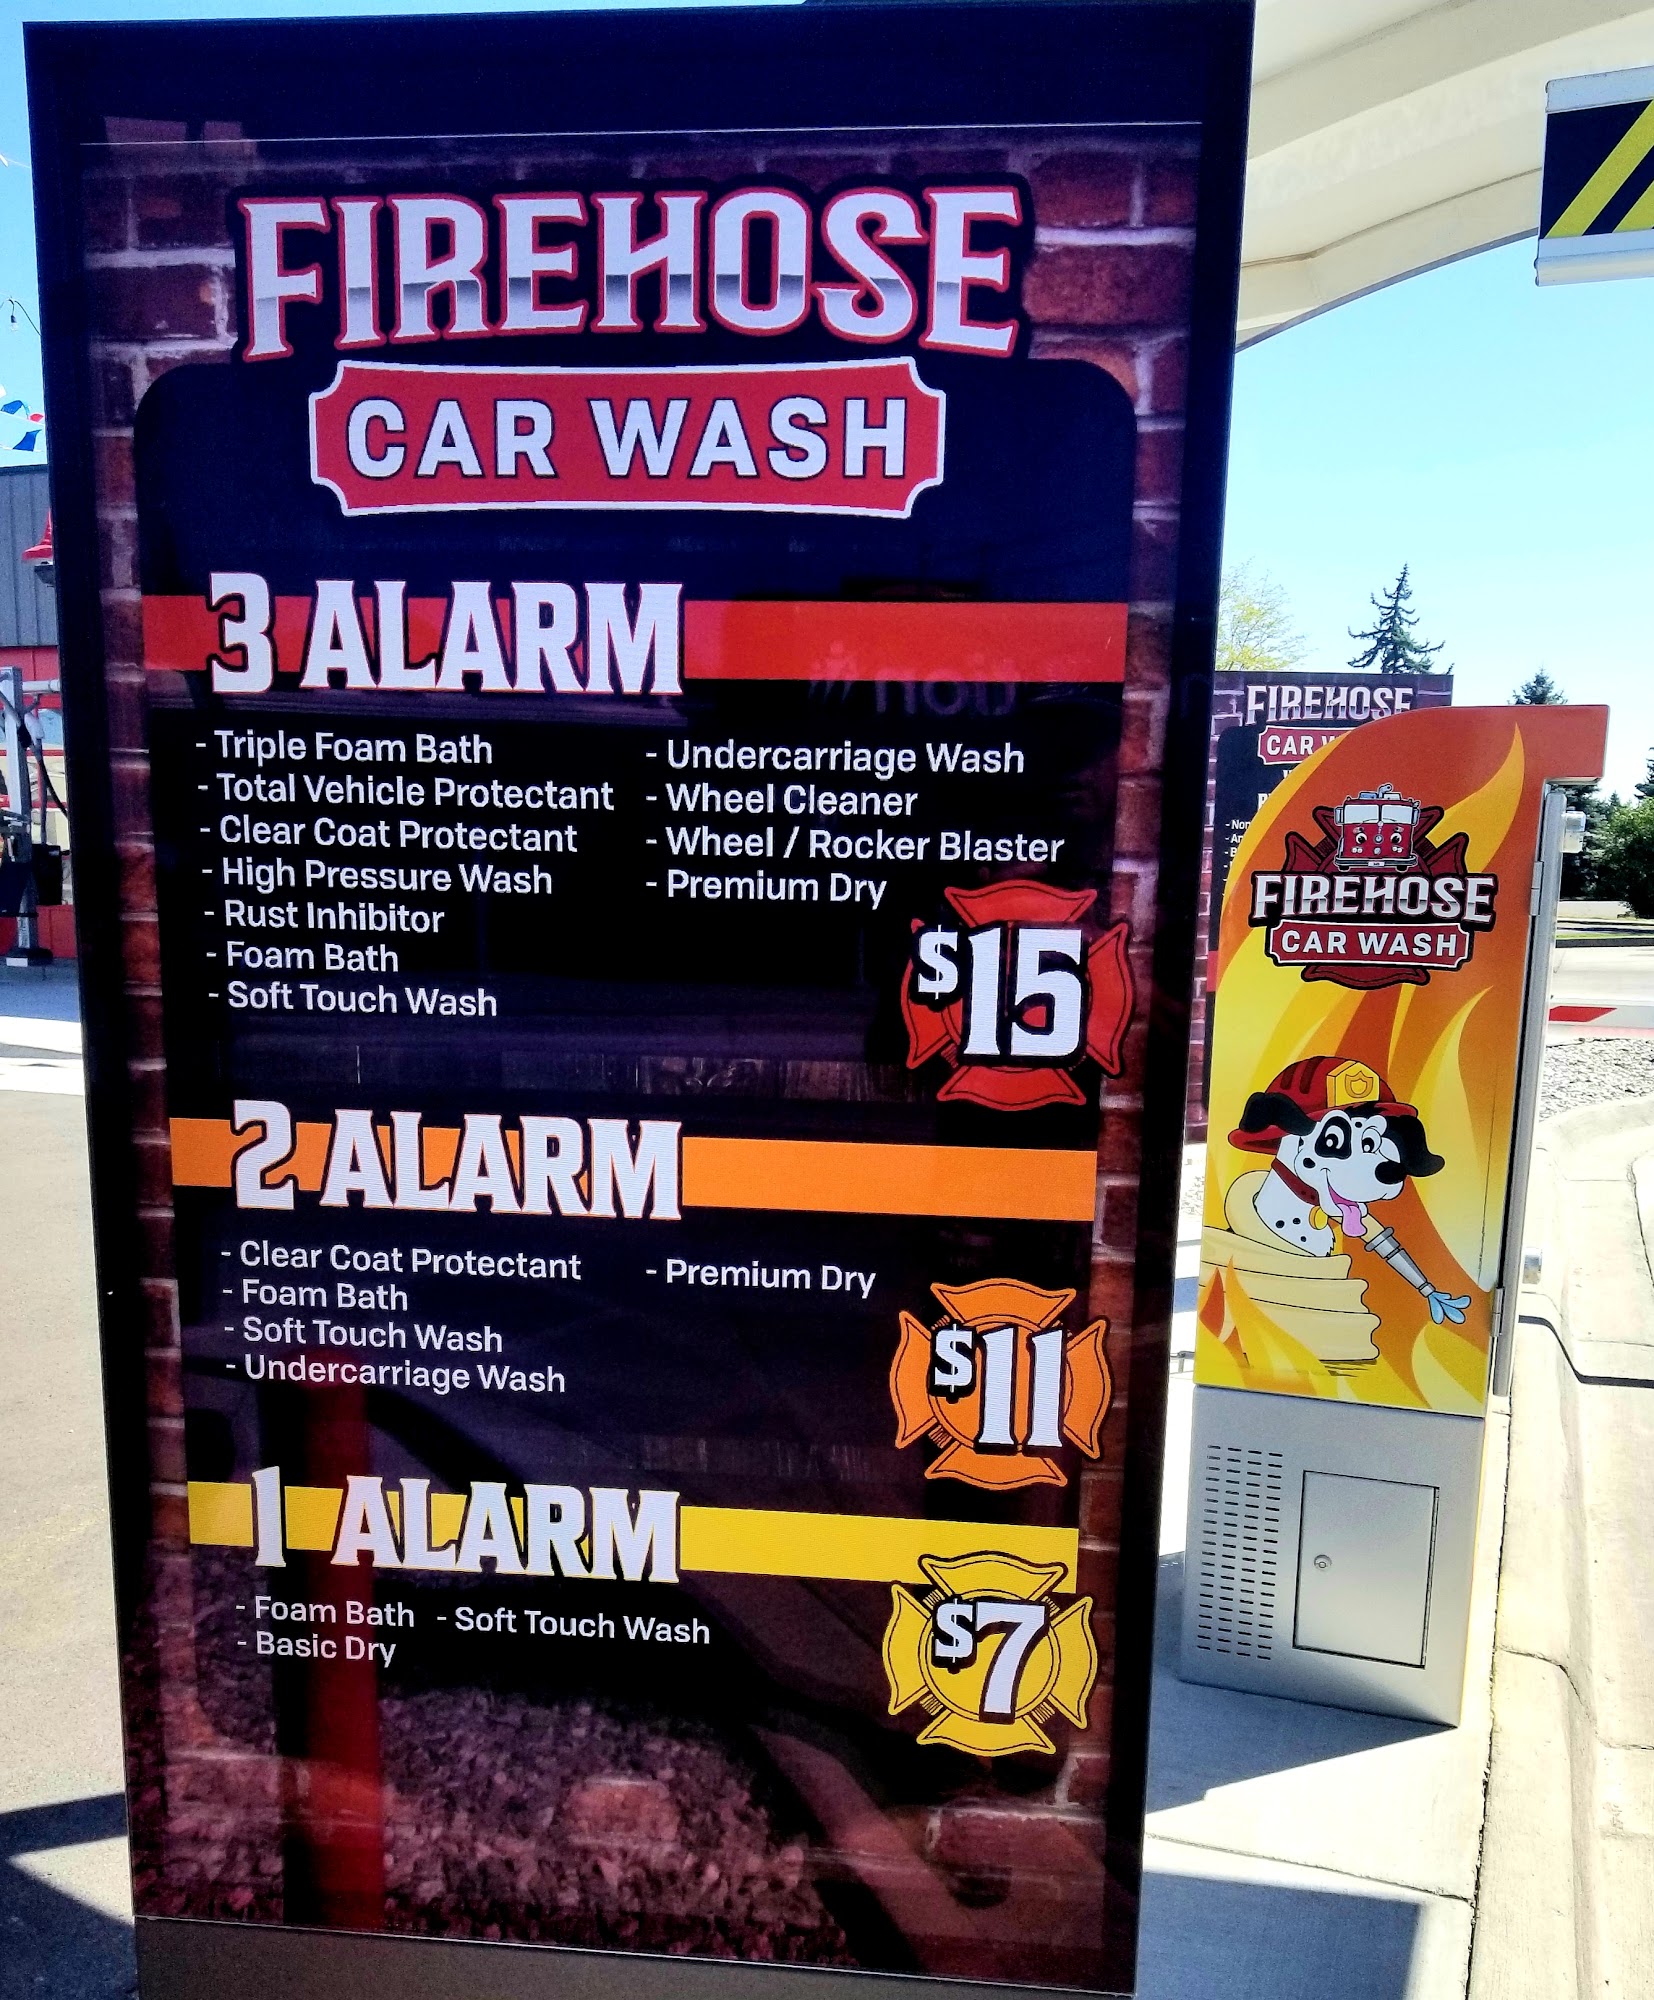 FIREHOSE
CAR WASH
3 ALARM
- Triple Foam Bath
- Total Vehicle Protectant
- Clear Coat Protectant
- High Pressure Wash
- Rust Inhibitor
- Foam Bath
- Soft Touch Wash
- Undercarriage Wash
- Wheel Cleaner
- Wheel / Rocker Blaster
- Premium Dry
$15
2 ALARM
- Clear Coat Protectant
- Foam Bath
- Soft Touch Wash
- Undercarriage Wash
- Premium Dry
$11
1 ALARM
- Foam Bath - Soft Touch Wash
- Basic Dry
$7
FIREHOSE
CAR
FIREHOSE
CAR WASH